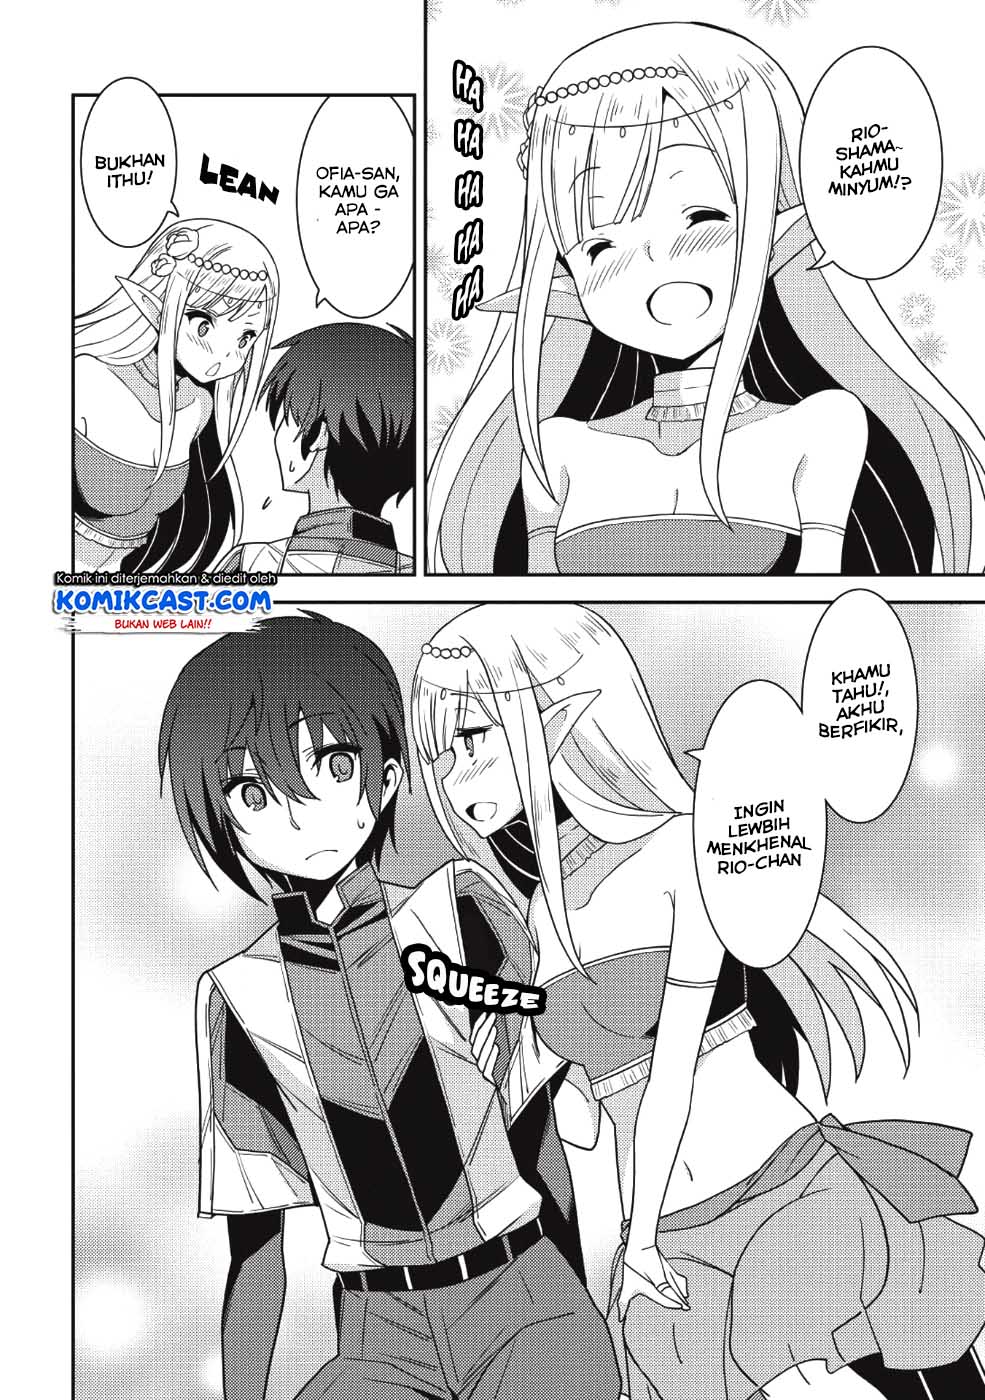 RIO-
SHAMA~
KAHMU
MINYUM!?
HA
HA
HA
HA
HA
OFIA-SAN,
KAMU GA
APA -
APA?
LEAN
BUKHAN
ITHU!
Komik ini diterjemahkan & diedit oleh
KOMIKCAST.COM
BUKAN WEB LAIN!!
KHAMU
TAHU!,
AKHU
BERFIKIR,
INGIN
LEWBIH
MENKHENAL
RIO-CHAN
SQUEEZE